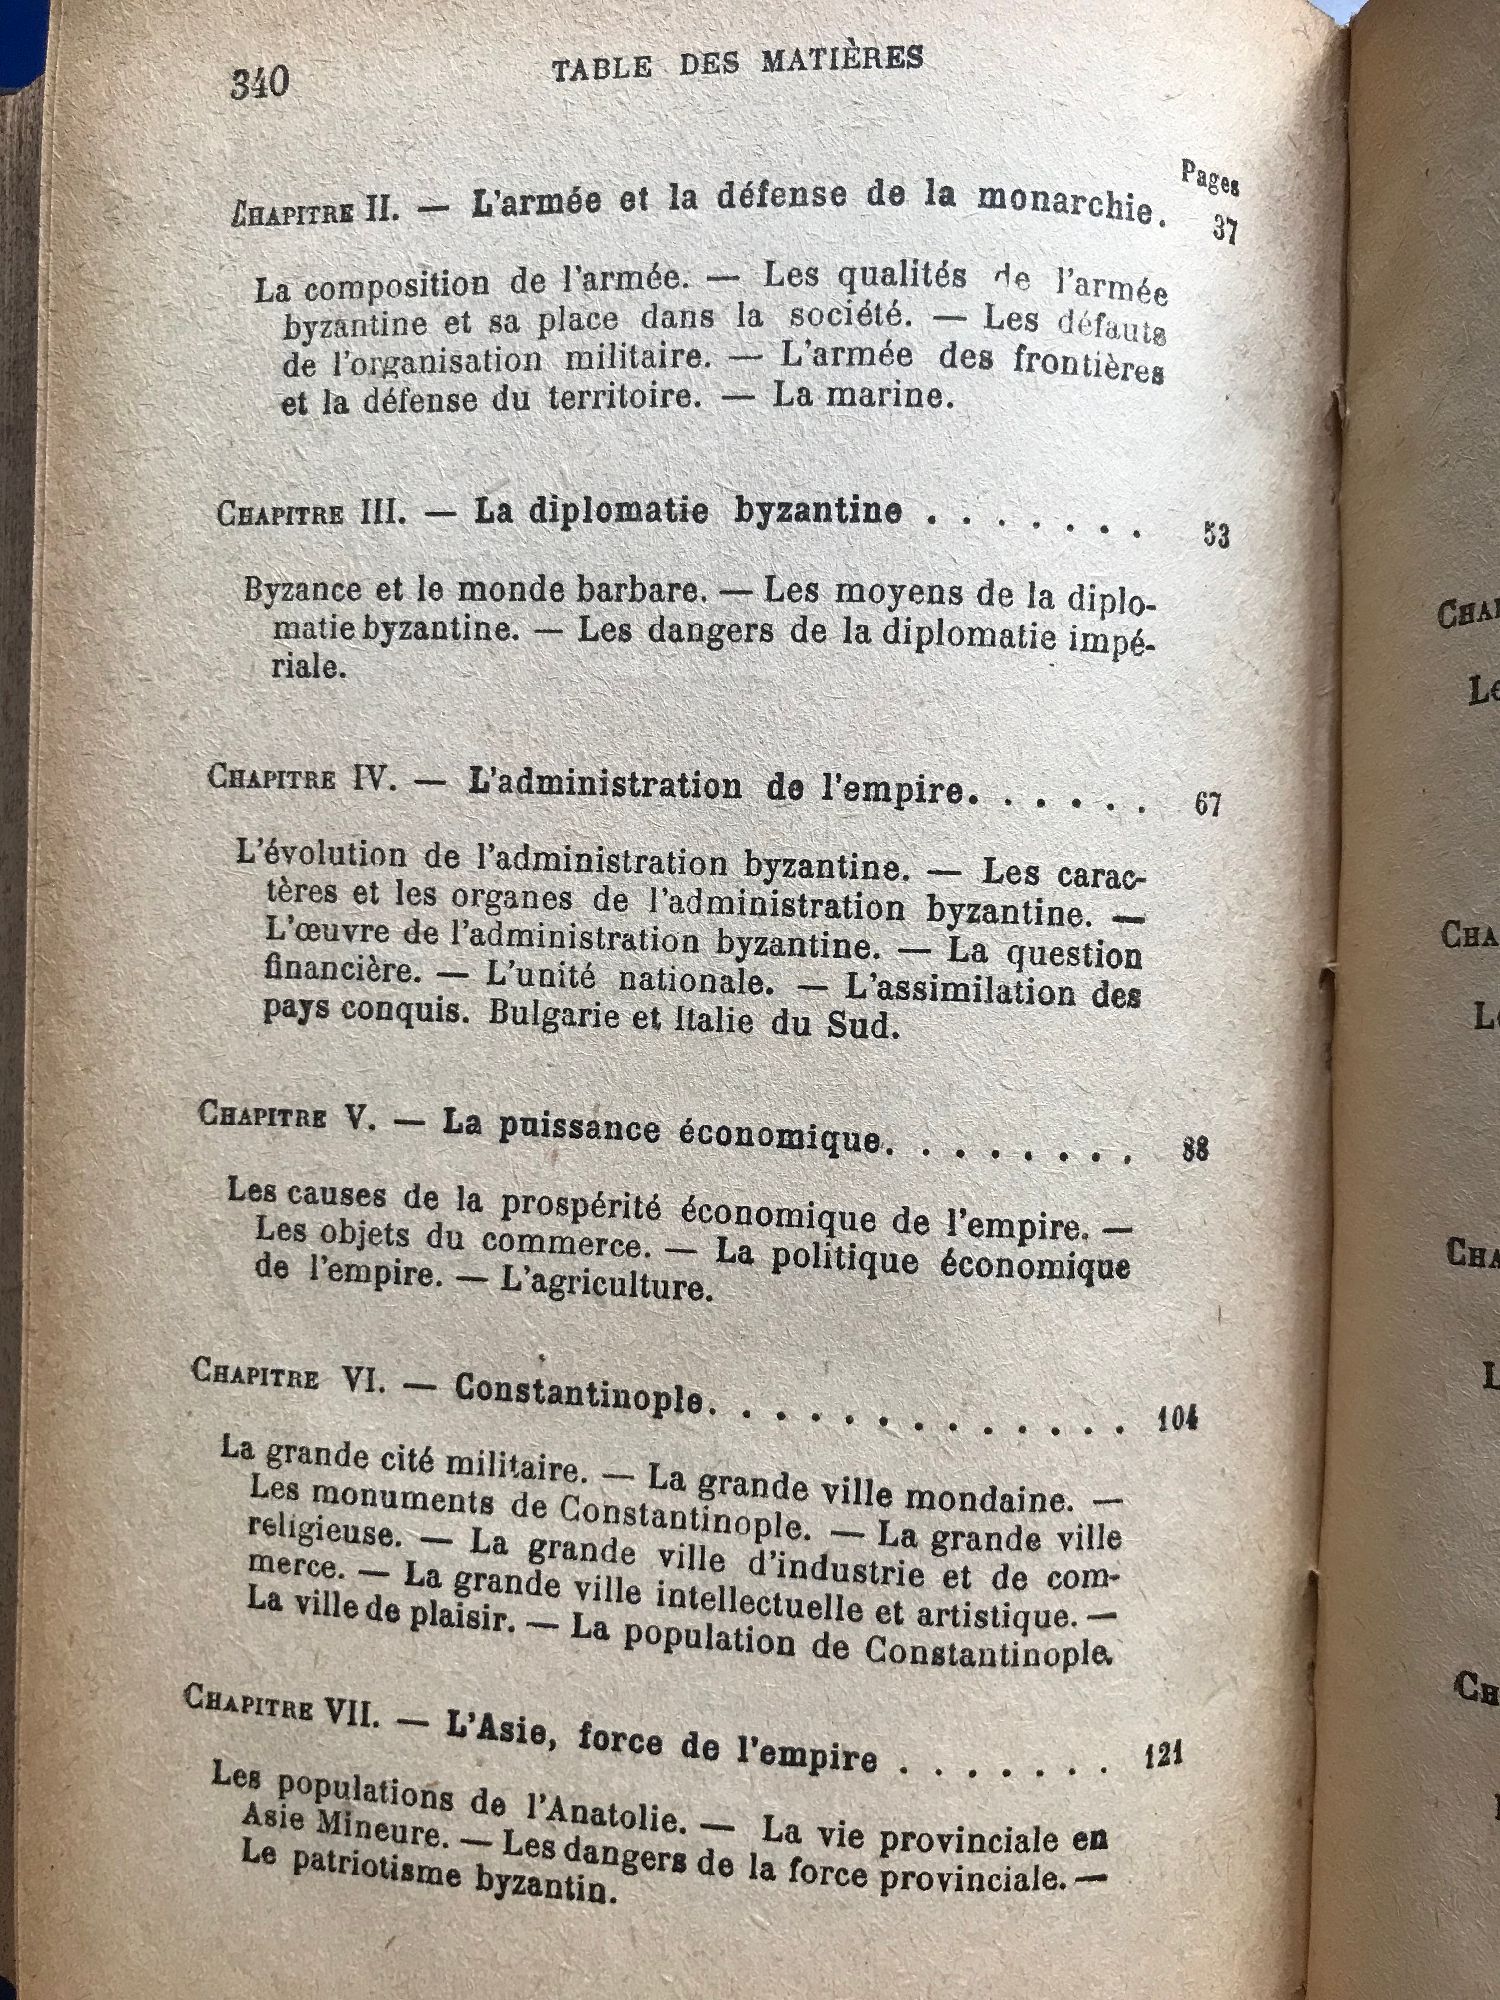 340 TABLE DES MATIÈRES
Pages
CHAPITRE II. — L'armée et la défense de la monarchie. 37
La composition de l'armée. — Les qualités de l'armée
byzantine et sa place dans la société. — Les défauts
de l'organisation militaire. — L'armée des frontières
et la défense du territoire. — La marine.
CHAPITRE III. — La diplomatie byzantine . . . . . . . 53
Byzance et le monde barbare. — Les moyens de la diplo-
matie byzantine. — Les dangers de la diplomatie impé-
riale.
CHAPITRE IV. — L'administration de l'empire. . . . . . 67
L'évolution de l'administration byzantine. — Les carac-
tères et les organes de l'administration byzantine. —
L'œuvre de l'administration byzantine. — La question
financière. — L'unité nationale. — L'assimilation des
pays conquis. Bulgarie et Italie du Sud.
CHAPITRE V. — La puissance économique. . . . . . . . 88
Les causes de la prospérité économique de l'empire. —
Les objets du commerce. — La politique économique
de l'empire. — L'agriculture.
CHAPITRE VI. — Constantinople. . . . . . . . . . . . . 104
La grande cité militaire. — La grande ville mondaine. —
Les monuments de Constantinople. — La grande ville
religieuse. — La grande ville d'industrie et de com-
merce. — La grande ville intellectuelle et artistique. —
La ville de plaisir. — La population de Constantinople.
CHAPITRE VII. — L'Asie, force de l'empire . . . . . . . 121
Les populations de l'Anatolie. — La vie provinciale en
Asie Mineure. — Les dangers de la force provinciale. —
Le patriotisme byzantin.